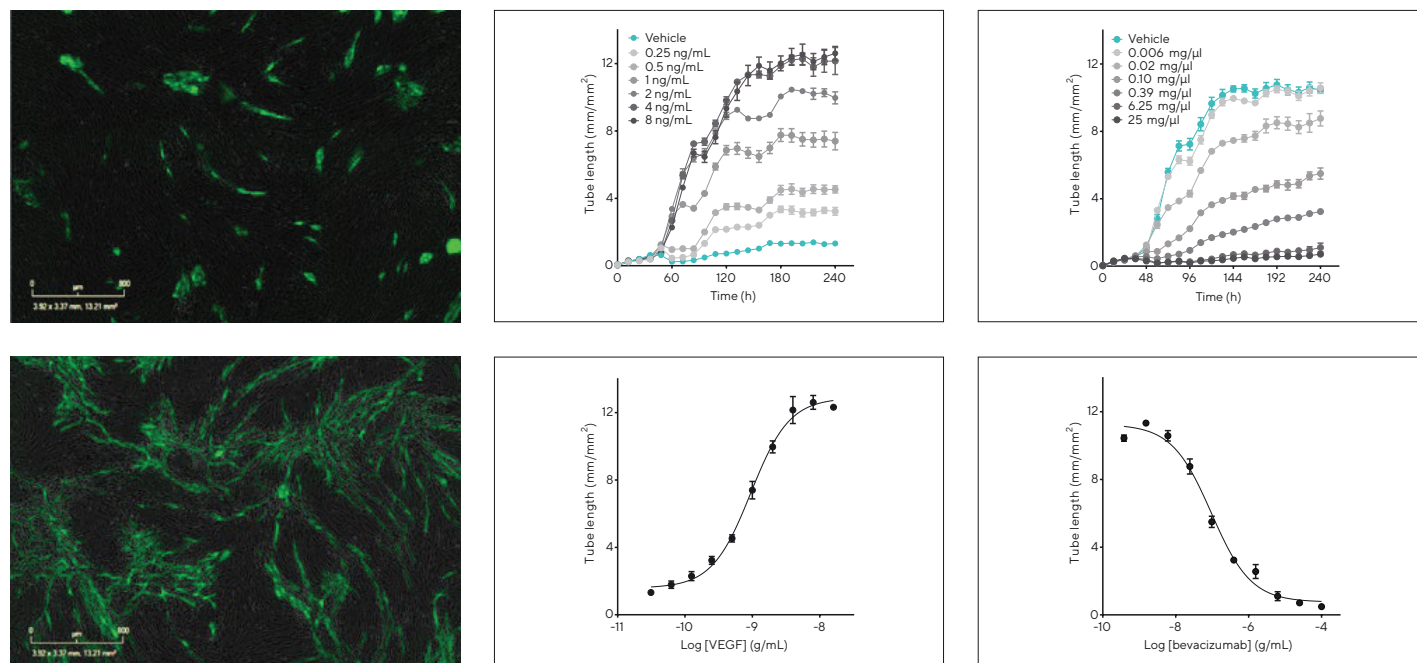 0
800
µm
3.92 x 3.37 mm, 13.21 mm²
Tube length (mm/mm²)
12
8
4
0
Vehicle
0.25 ng/mL
0.5 ng/mL
1 ng/mL
2 ng/mL
4 ng/mL
8 ng/mL
0 60 120 180 240
Time (h)
Tube length (mm/mm²)
12
8
4
0
Vehicle
0.006 mg/µl
0.02 mg/µl
0.10 mg/µl
0.39 mg/µl
6.25 mg/µl
25 mg/µl
0 48 96 144 192 240
Time (h)
0
800
µm
3.92 x 3.37 mm, 13.21 mm²
Tube length (mm/mm²)
12
8
4
0
-11 -10 -9 -8
Log [VEGF] (g/mL)
Tube length (mm/mm²)
12
8
4
0
-10 -8 -6 -4
Log [bevacizumab] (g/mL)